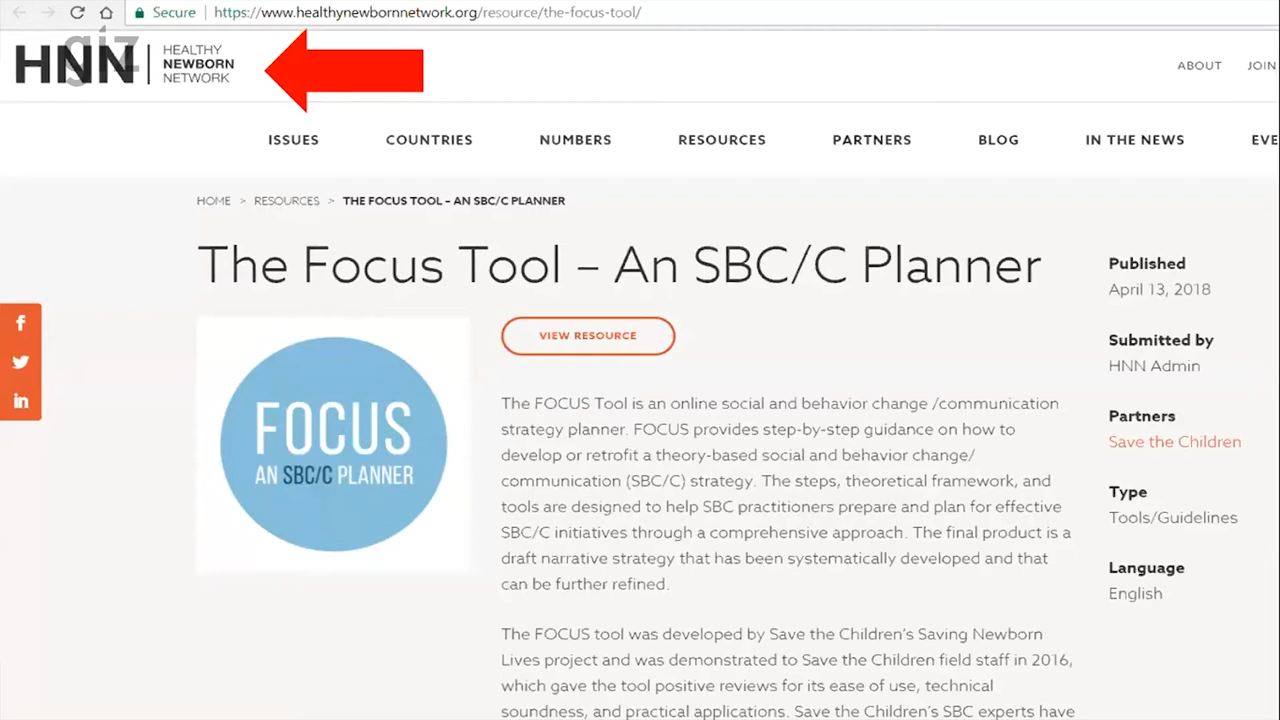 Secure | https://www.healthynewbornnetwork.org/resource/the-focus-tool/
giz
HNN | HEALTHY
NEWBORN
NETWORK
ABOUT JOIN
ISSUES COUNTRIES NUMBERS RESOURCES PARTNERS BLOG IN THE NEWS EVE
HOME > RESOURCES > THE FOCUS TOOL – AN SBC/C PLANNER
The Focus Tool – An SBC/C Planner
VIEW RESOURCE
f
in
FOCUS
AN SBC/C PLANNER
The FOCUS Tool is an online social and behavior change /communication
strategy planner. FOCUS provides step-by-step guidance on how to
develop or retrofit a theory-based social and behavior change/
communication (SBC/C) strategy. The steps, theoretical framework, and
tools are designed to help SBC practitioners prepare and plan for effective
SBC/C initiatives through a comprehensive approach. The final product is a
draft narrative strategy that has been systematically developed and that
can be further refined.
The FOCUS tool was developed by Save the Children's Saving Newborn
Lives project and was demonstrated to Save the Children field staff in 2016,
which gave the tool positive reviews for its ease of use, technical
soundness, and practical applications. Save the Children's SBC experts have
Published
April 13, 2018
Submitted by
HNN Admin
Partners
Save the Children
Type
Tools/Guidelines
Language
English